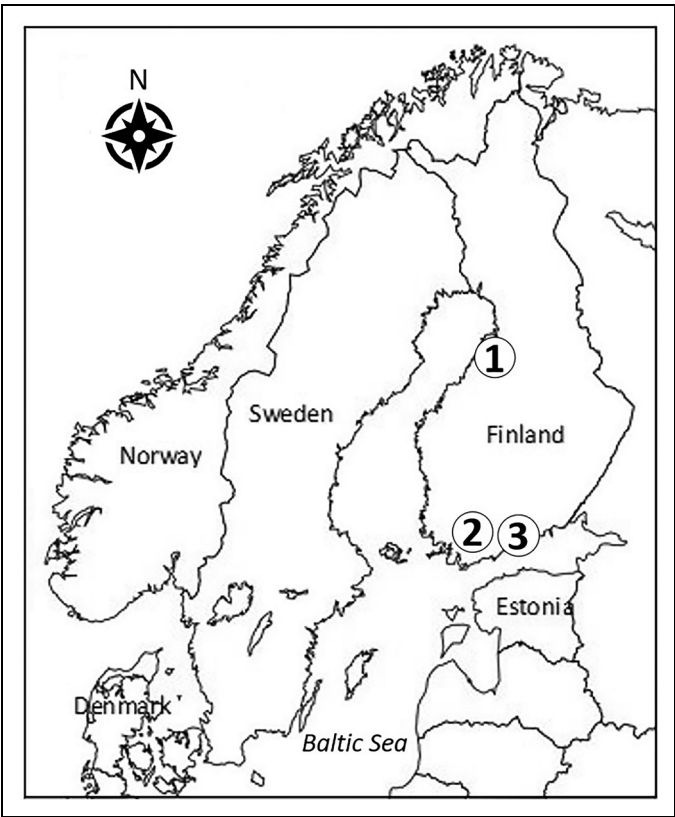 N
1
Sweden
Finland
Norway
2
3
Estonia
Denmark
Baltic Sea